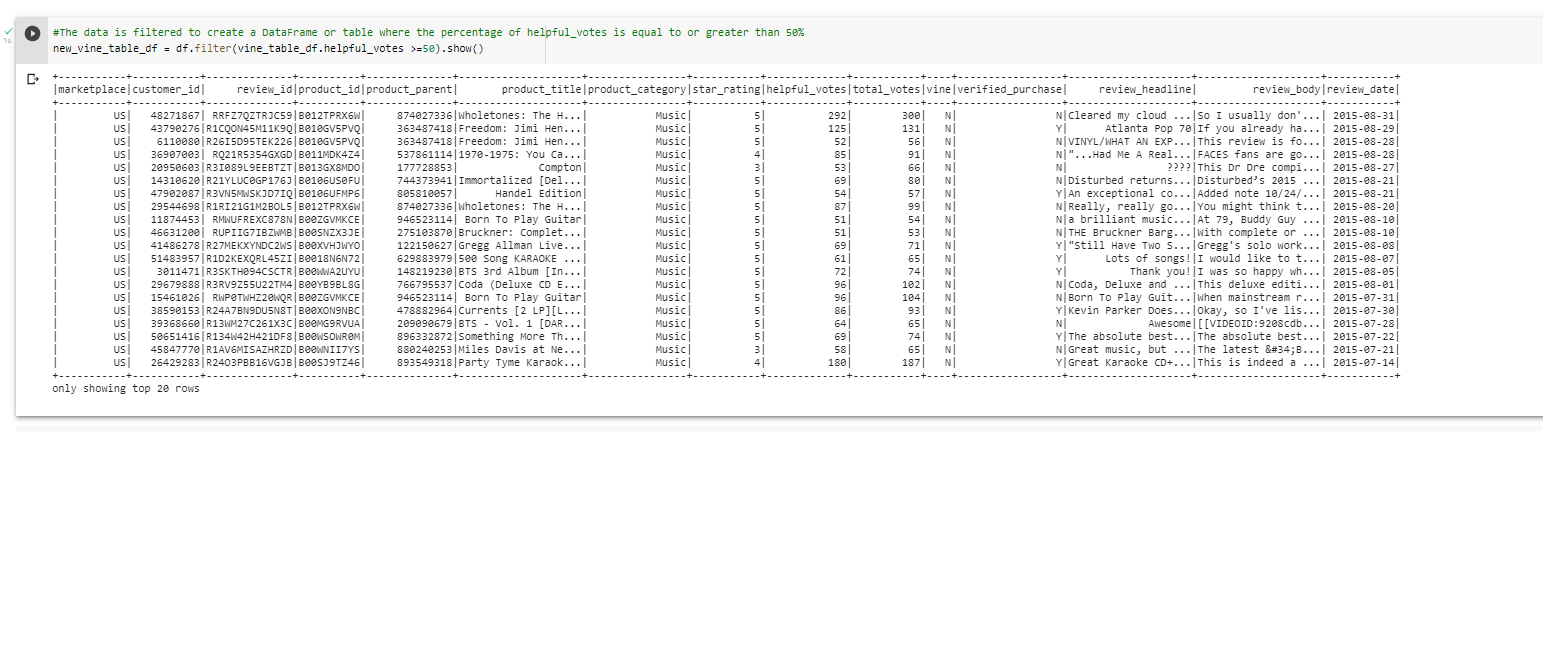 #The data is filtered to create a DataFrame or table where the percentage of helpful_votes is equal to or greater than 50%
new_vine_table_df = df.filter(vine_table_df.helpful_votes >=50).show()
1s
+-----------+-----------+--------------+----------+--------------+--------------------+----------------+-----------+-------------+-----------+----+-----------------+--------------------+--------------------+-----------+
|marketplace|customer_id|     review_id|product_id|product_parent|       product_title|product_category|star_rating|helpful_votes|total_votes|vine|verified_purchase|     review_headline|         review_body|review_date|
+-----------+-----------+--------------+----------+--------------+--------------------+----------------+-----------+-------------+-----------+----+-----------------+--------------------+--------------------+-----------+
|         US|   48271867| RRFZ7QZTRJC59|B012TPRX6W|     874027336|Wholetones: The H...|           Music|          5|          292|        300|   N|                N|Cleared my cloud ...|So I usually don'...| 2015-08-31|
|         US|   43790276|R1CQON45M11K9Q|B010GV5PVQ|     363487418|Freedom: Jimi Hen...|           Music|          5|          125|        131|   N|                Y|      Atlanta Pop 70|If you already ha...| 2015-08-29|
|         US|    6110080|R26I5D95TEK226|B010GV5PVQ|     363487418|Freedom: Jimi Hen...|           Music|          5|           52|         56|   N|                N|VINYL/WHAT AN EXP...|This review is fo...| 2015-08-28|
|         US|   36907003| RQ21R5354GXGD|B011MDK4Z4|     537861114|1970-1975: You Ca...|           Music|          4|           85|         91|   N|                N|"...Had Me A Real...|FACES fans are go...| 2015-08-28|
|         US|   20950603|R3I089L9EEBTZT|B013GX8MDO|     177728853|             Compton|           Music|          3|           53|         66|   N|                N|                ????|This Dr Dre compi...| 2015-08-27|
|         US|   14310620|R21YLUC0GP176J|B0106US0FU|     744373941|Immortalized [Del...|           Music|          5|           69|         80|   N|                N|Disturbed returns...|Disturbed’s 2015 ...| 2015-08-21|
|         US|   47902087|R3VN5MWSKJD7IQ|B0106UFMP6|     805810057|      Handel Edition|           Music|          5|           54|         57|   N|                Y|An exceptional co...|Added note 10/24/...| 2015-08-21|
|         US|   29544698|R1RI21G1M2BOL5|B012TPRX6W|     874027336|Wholetones: The H...|           Music|          5|           87|         99|   N|                N|Really, really go...|You might think t...| 2015-08-20|
|         US|   11874453| RMWUFREXC878N|B00ZGVMKCE|     946523114| Born To Play Guitar|           Music|          5|           51|         54|   N|                N|a brilliant music...|At 79, Buddy Guy ...| 2015-08-10|
|         US|   46631200| RUPIIG7IBZWMB|B00SNZX3JE|     275103870|Bruckner: Complet...|           Music|          5|           51|         53|   N|                N|THE Bruckner Barg...|With complete or ...| 2015-08-10|
|         US|   41486278|R27MEKXYNDC2WS|B00XVHJWYO|     122150627|Gregg Allman Live...|           Music|          5|           69|         71|   N|                Y|"Still Have Two S...|Gregg's solo work...| 2015-08-08|
|         US|   51483957|R1D2KEXQRL45ZI|B0018N6N72|     629883979|500 Song KARAOKE ...|           Music|          5|           61|         65|   N|                Y|      Lots of songs!|I would like to t...| 2015-08-07|
|         US|    3011471|R3SKTH094CSCTR|B00WWA2UYU|     148219230|BTS 3rd Album [In...|           Music|          5|           72|         74|   N|                Y|          Thank you!|I was so happy wh...| 2015-08-05|
|         US|   29679888|R3RV9Z55U22TM4|B00YB9BL8G|     766795537|Coda (Deluxe CD E...|           Music|          5|           96|        102|   N|                N|Coda, Deluxe and ...|This deluxe editi...| 2015-08-01|
|         US|   15461026| RWP0TWHZ20WQR|B00ZGVMKCE|     946523114| Born To Play Guitar|           Music|          5|           96|        104|   N|                N|Born To Play Guit...|When mainstream r...| 2015-07-31|
|         US|   38590153|R24A7BN9DU5N8T|B00XON9NBC|     478882964|Currents [2 LP][L...|           Music|          5|           86|         93|   N|                Y|Kevin Parker Does...|Okay, so I've lis...| 2015-07-30|
|         US|   39368660|R13WM27C261X3C|B00MG9RVUA|     209090679|BTS - Vol. 1 [DAR...|           Music|          5|           64|         65|   N|                N|             Awesome|[[VIDEOID:9208cdb...| 2015-07-28|
|         US|   50651416|R134W42H421DF8|B00WSOWR0M|     896332872|Something More Th...|           Music|          5|           69|         74|   N|                Y|The absolute best...|The absolute best...| 2015-07-22|
|         US|   45847770|R1AV6MISAZHRZD|B00WNII7YS|     880240253|Miles Davis at Ne...|           Music|          3|           58|         65|   N|                N|Great music, but ...|The latest &#34;B...| 2015-07-21|
|         US|   26429283|R24O3PBB16VGJB|B00SJ9TZ46|     893549318|Party Tyme Karaok...|           Music|          4|          180|        187|   N|                Y|Great Karaoke CD+...|This is indeed a ...| 2015-07-14|
+-----------+-----------+--------------+----------+--------------+--------------------+----------------+-----------+-------------+-----------+----+-----------------+--------------------+--------------------+-----------+
only showing top 20 rows